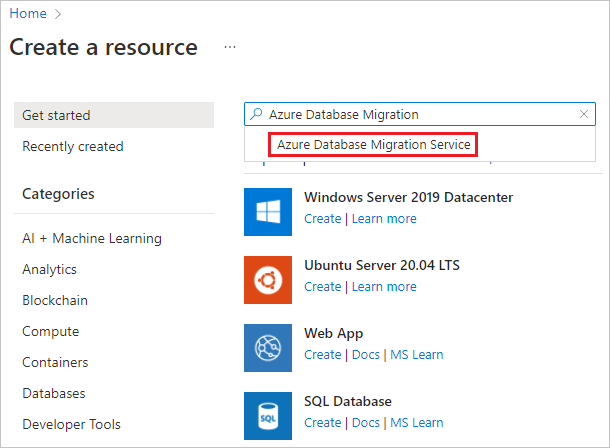 Home >
Create a resource ...
Get started
Recently created
Categories
AI + Machine Learning
Analytics
Blockchain
Compute
Containers
Databases
Developer Tools
Azure Database Migration
Azure Database Migration Service
Windows Server 2019 Datacenter
Create | Learn more
Ubuntu Server 20.04 LTS
Create | Learn more
Web App
Create | Docs | MS Learn
SQL Database
Create | Docs | MS Learn